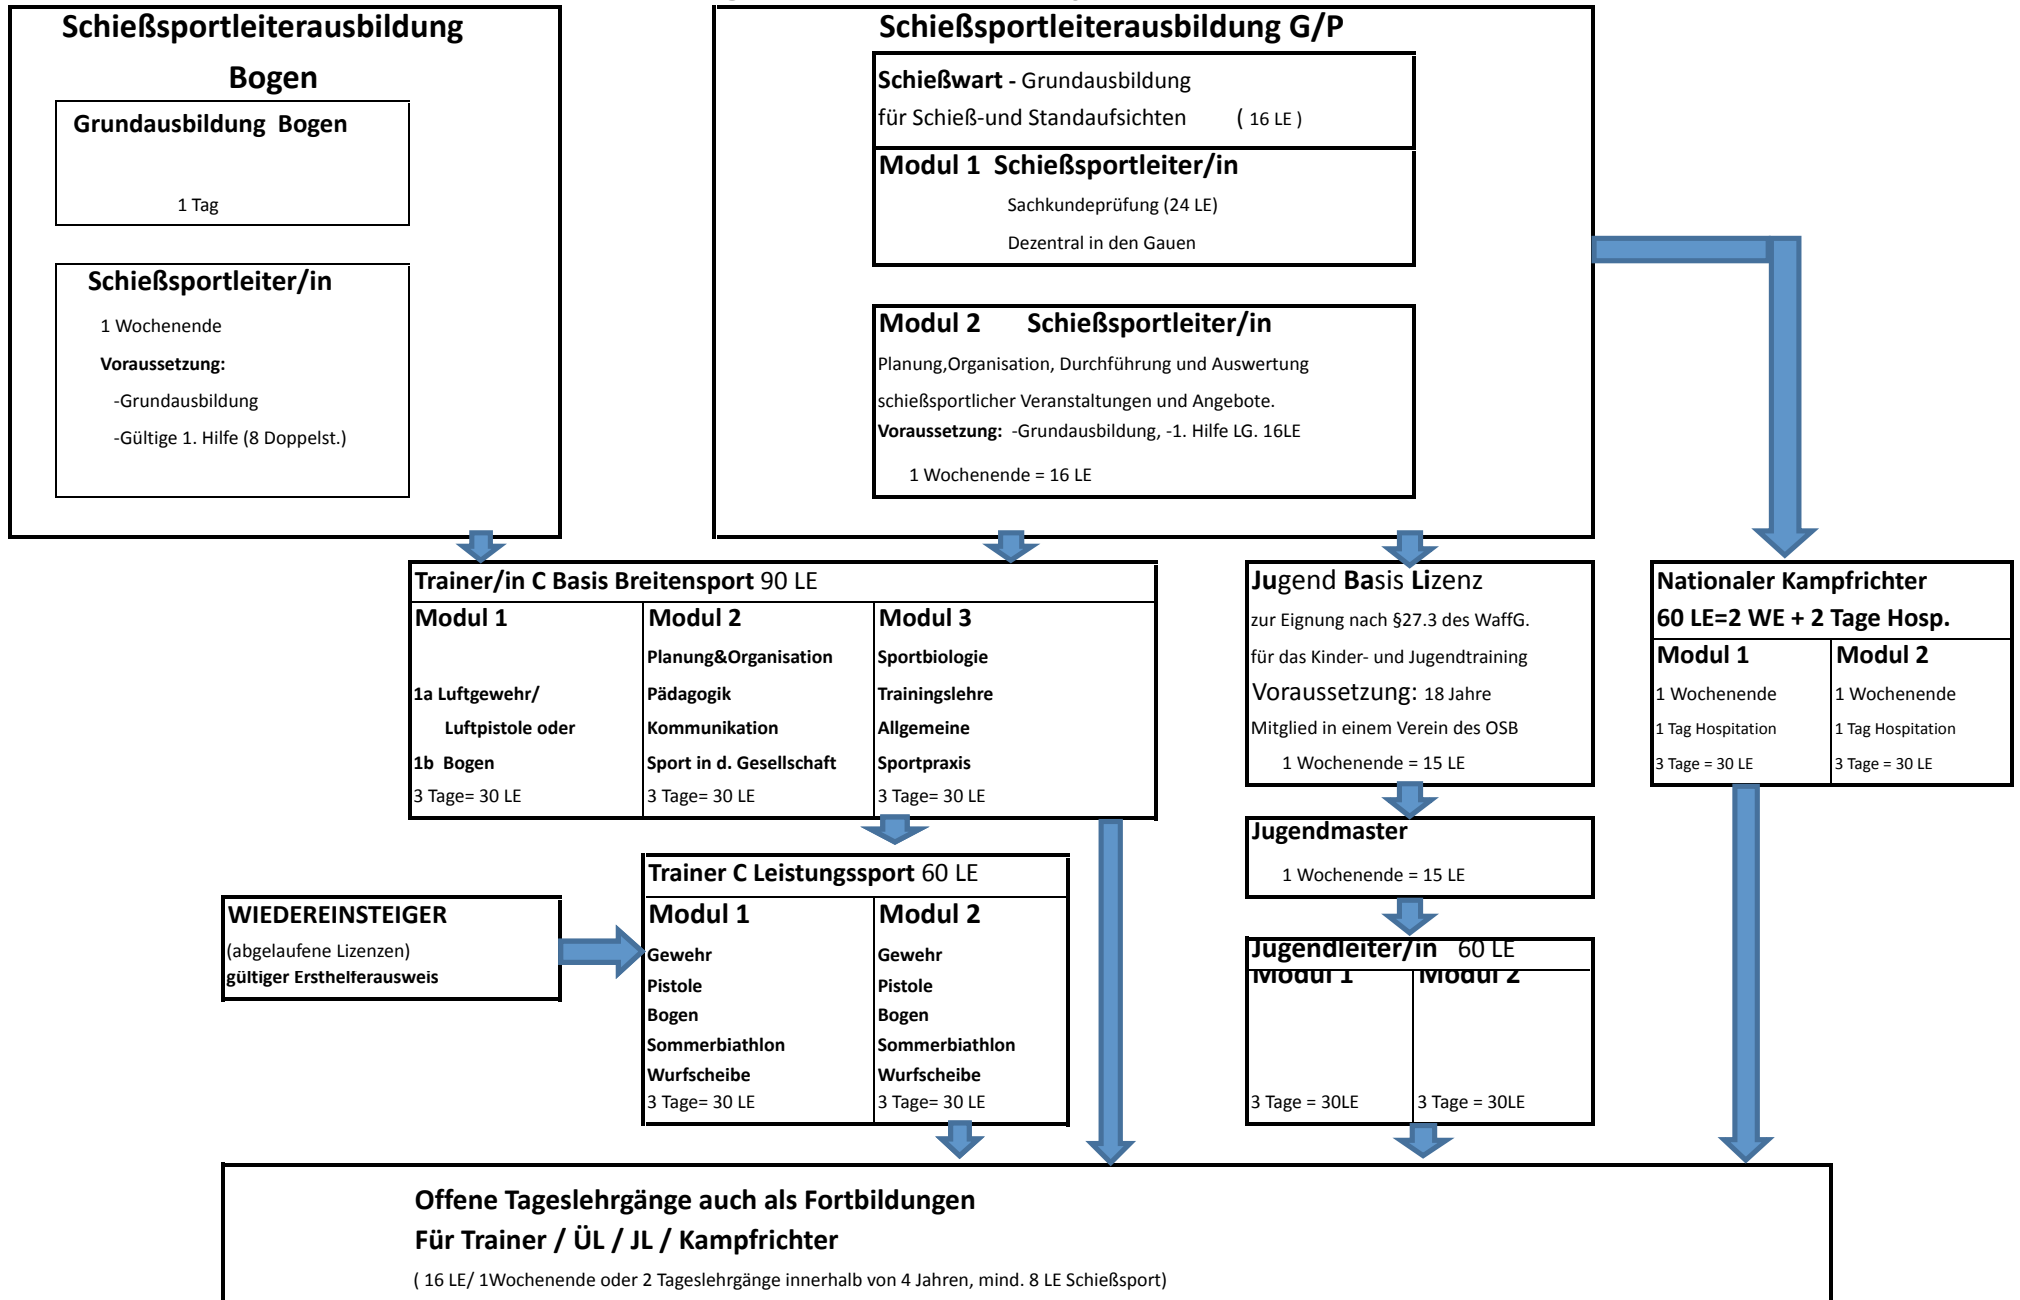 Schießsportleiterausbildung
Bogen
Grundausbildung  Bogen
1 Tag
Schießsportleiter/in
1 Wochenende
Voraussetzung:
-Grundausbildung
-Gültige 1. Hilfe (8 Doppelst.)
Schießsportleiterausbildung G/P
Schießwart - Grundausbildung
für Schieß-und Standaufsichten ( 16 LE )
Modul 1  Schießsportleiter/in
Sachkundeprüfung (24 LE)
Dezentral in den Gauen
Modul 2 Schießsportleiter/in
Planung,Organisation, Durchführung und Auswertung
schießsportlicher Veranstaltungen und Angebote.
Voraussetzung:  -Grundausbildung, -1. Hilfe LG. 16LE
1 Wochenende = 16 LE
Trainer/in C Basis Breitensport 90 LE
Modul 1
1a Luftgewehr/
Luftpistole oder
1b  Bogen
3 Tage= 30 LE
Modul 2
Planung&Organisation
Pädagogik
Kommunikation
Sport in d. Gesellschaft
3 Tage= 30 LE
Modul 3
Sportbiologie
Trainingslehre
Allgemeine
Sportpraxis
3 Tage= 30 LE
Jugend Basis Lizenz
zur Eignung nach §27.3 des WaffG.
für das Kinder- und Jugendtraining
Voraussetzung: 18 Jahre
Mitglied in einem Verein des OSB
1 Wochenende = 15 LE
Nationaler Kampfrichter
60 LE=2 WE + 2 Tage Hosp.
Modul 1
1 Wochenende
1 Tag Hospitation
3 Tage = 30 LE
Modul 2
1 Wochenende
1 Tag Hospitation
3 Tage = 30 LE
Jugendmaster
1 Wochenende = 15 LE
Trainer C Leistungssport 60 LE
Modul 1
Gewehr
Pistole
Bogen
Sommerbiathlon
Wurfscheibe
3 Tage= 30 LE
Modul 2
Gewehr
Pistole
Bogen
Sommerbiathlon
Wurfscheibe
3 Tage= 30 LE
WIEDEREINSTEIGER
(abgelaufene Lizenzen)
gültiger Ersthelferausweis
Jugendleiter/in  60 LE
Modul 1
3 Tage = 30LE
Modul 2
3 Tage = 30LE
Offene Tageslehrgänge auch als Fortbildungen
Für Trainer / ÜL / JL / Kampfrichter
( 16 LE/ 1Wochenende oder 2 Tageslehrgänge innerhalb von 4 Jahren, mind. 8 LE Schießsport)